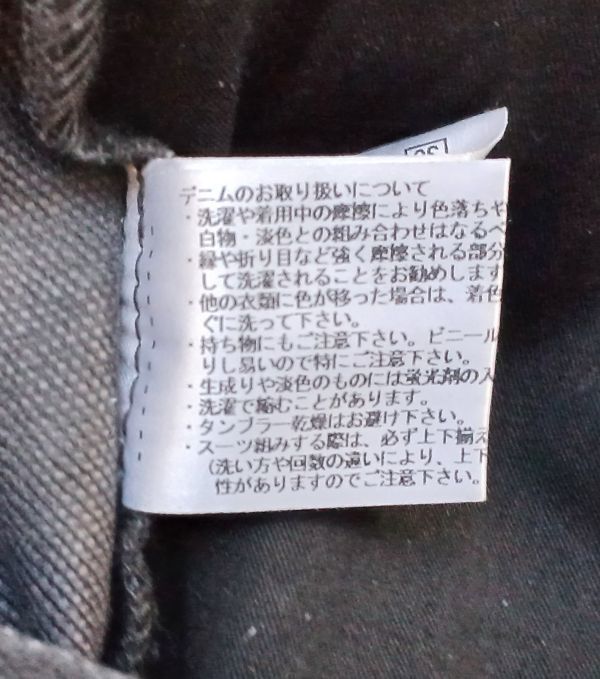 デニムのお取り扱いについて
・洗濯や着用中の摩擦により色落ちや
白物・淡色との組み合わせはなるべ
・縁や折り目など強く摩擦される部分
して洗濯されることをお勧めします
・他の衣類に色が移った場合は、着色
ぐに洗って下さい。
・持ち物にもご注意下さい。ビニール
りし易いので特にご注意下さい。
・生成りや淡色のものには蛍光剤の入
・洗濯で縮むことがあります。
・タンブラー乾燥はお避け下さい。
・スーツ組みする際は、必ず上下揃え
（洗い方や回数の違いにより、上下
性がありますのでご注意下さい。